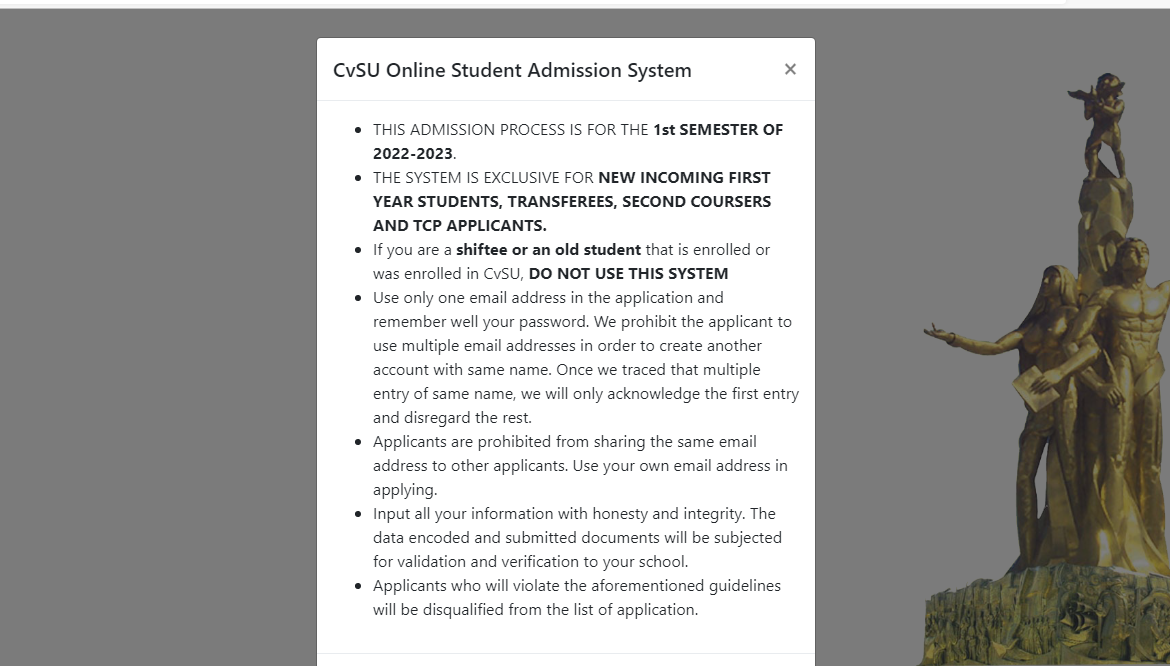 CvSU Online Student Admission System ×
• THIS ADMISSION PROCESS IS FOR THE 1st SEMESTER OF
2022-2023.
• THE SYSTEM IS EXCLUSIVE FOR NEW INCOMING FIRST
YEAR STUDENTS, TRANSFEREES, SECOND COURSERS
AND TCP APPLICANTS.
• If you are a shiftee or an old student that is enrolled or
was enrolled in CvSU, DO NOT USE THIS SYSTEM
• Use only one email address in the application and
remember well your password. We prohibit the applicant to
use multiple email addresses in order to create another
account with same name. Once we traced that multiple
entry of same name, we will only acknowledge the first entry
and disregard the rest.
• Applicants are prohibited from sharing the same email
address to other applicants. Use your own email address in
applying.
• Input all your information with honesty and integrity. The
data encoded and submitted documents will be subjected
for validation and verification to your school.
• Applicants who will violate the aforementioned guidelines
will be disqualified from the list of application.